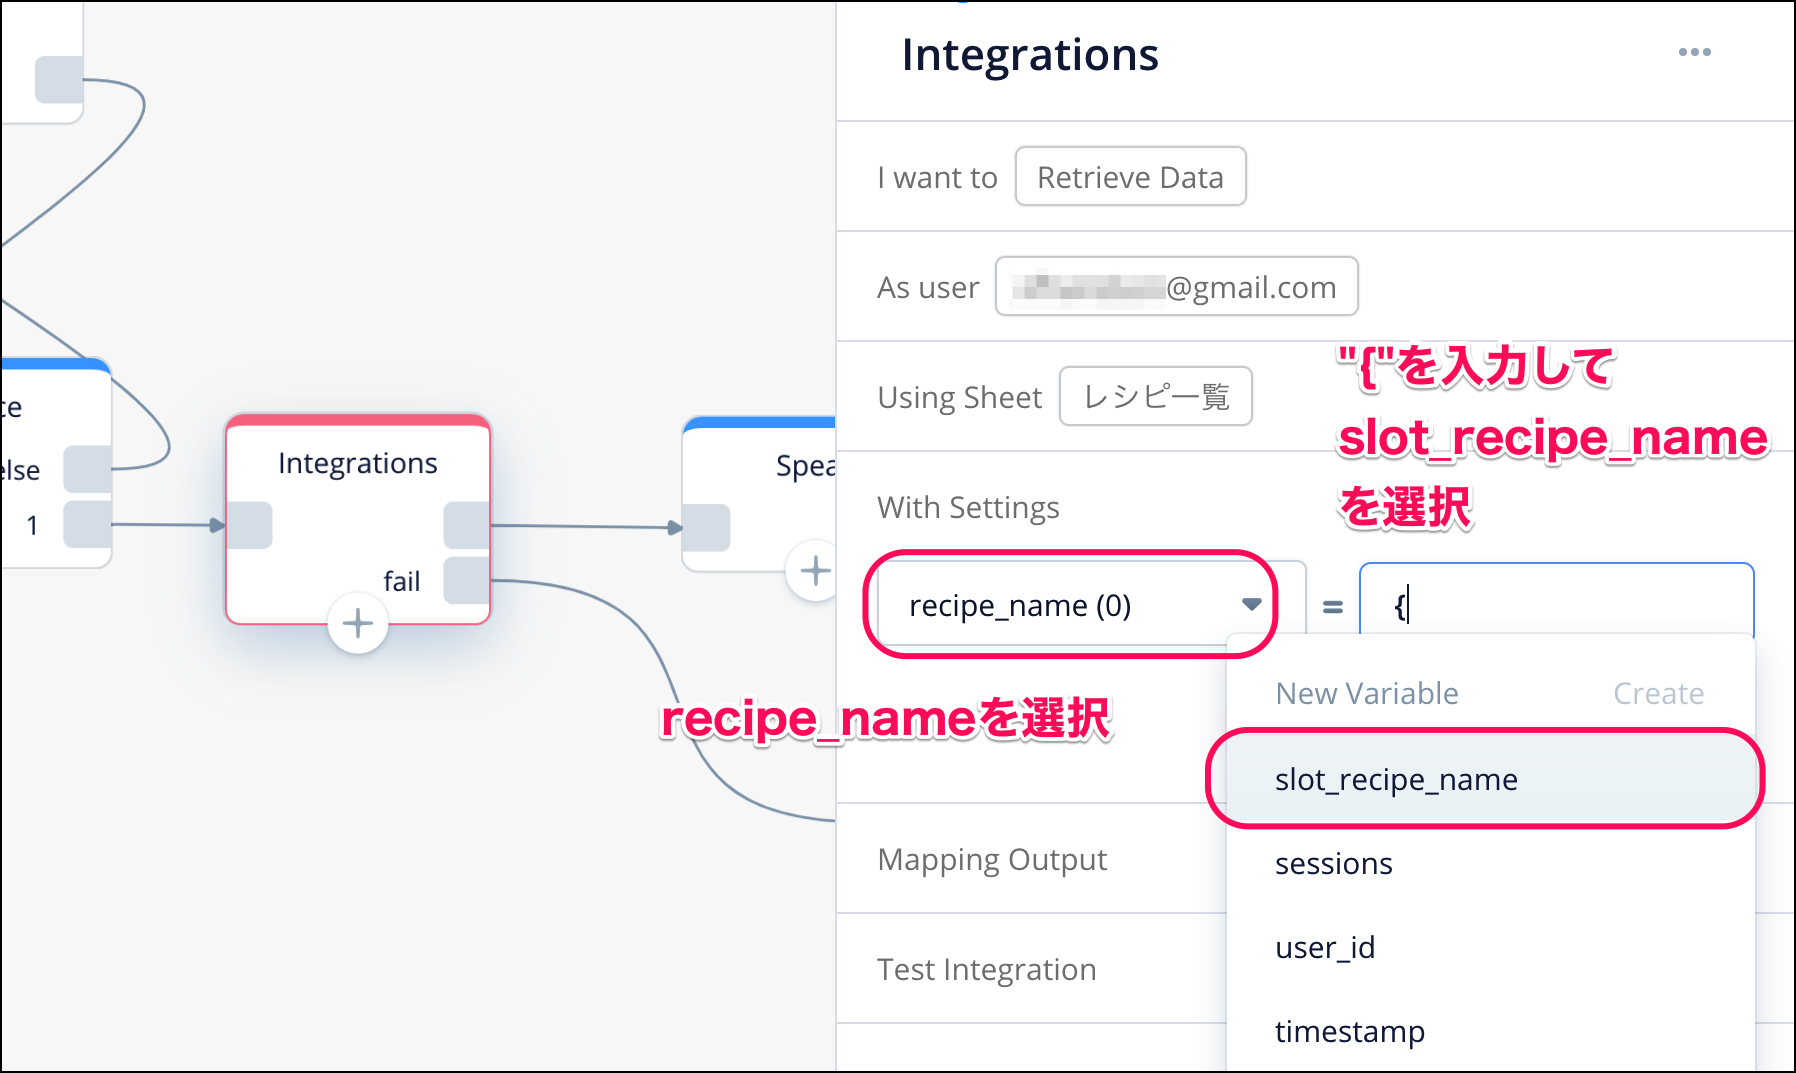 ce
else
1
Integrations
fail
Spea
Integrations
I want to Retrieve Data
As user @gmail.com
Using Sheet レシピ一覧
"{"を入力して
slot_recipe_name
を選択
With Settings
recipe_name (0) = {
recipe_nameを選択
New Variable Create
slot_recipe_name
sessions
user_id
timestamp
Mapping Output
Test Integration